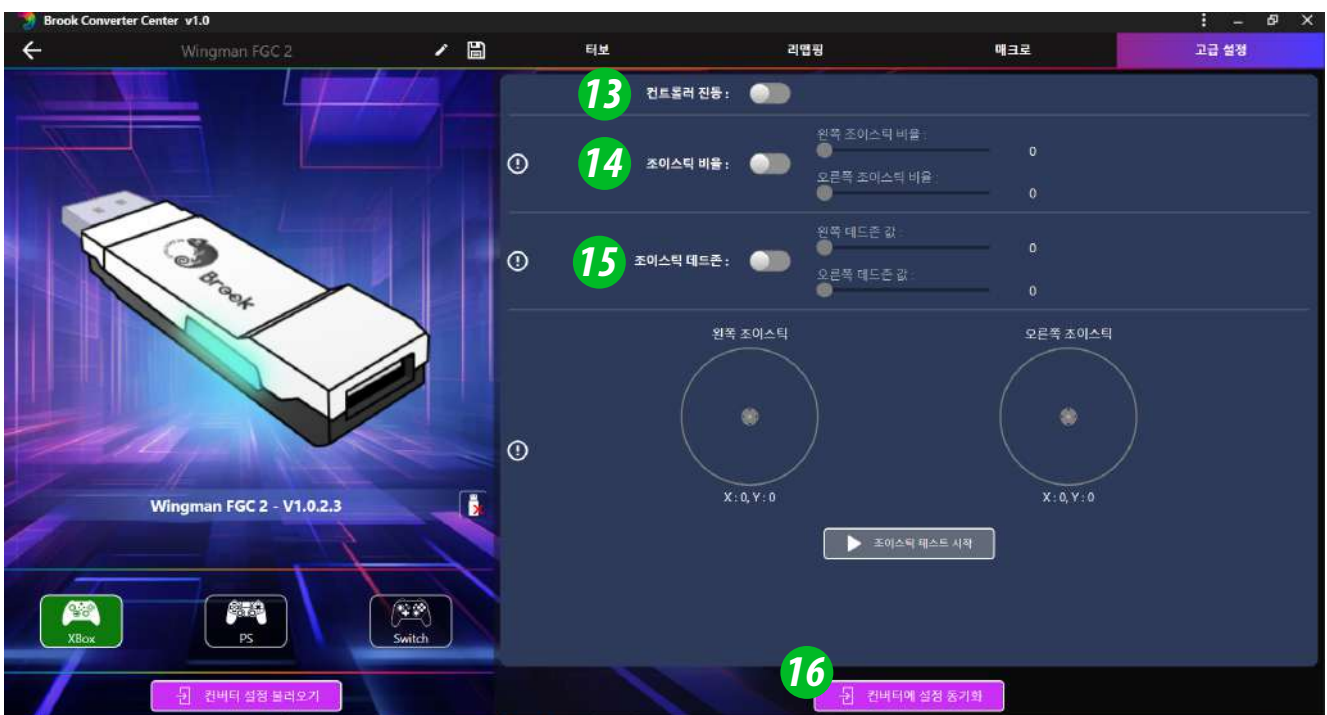 Brook Converter Center v1.0
Wingman FGC 2
터보
리맵핑
매크로
고급 설정
13
컨트롤러 진동 :
14
조이스틱 비율 :
왼쪽 조이스틱 비율 :
0
오른쪽 조이스틱 비율 :
0
15
조이스틱 데드존 :
왼쪽 데드존 값 :
0
오른쪽 데드존 값 :
0
왼쪽 조이스틱
오른쪽 조이스틱
X : 0, Y : 0
X : 0, Y : 0
조이스틱 테스트 시작
Brook
Wingman FGC 2 - V1.0.2.3
XBox
PS
Switch
컨버터 설정 불러오기
16
컨버터에 설정 동기화